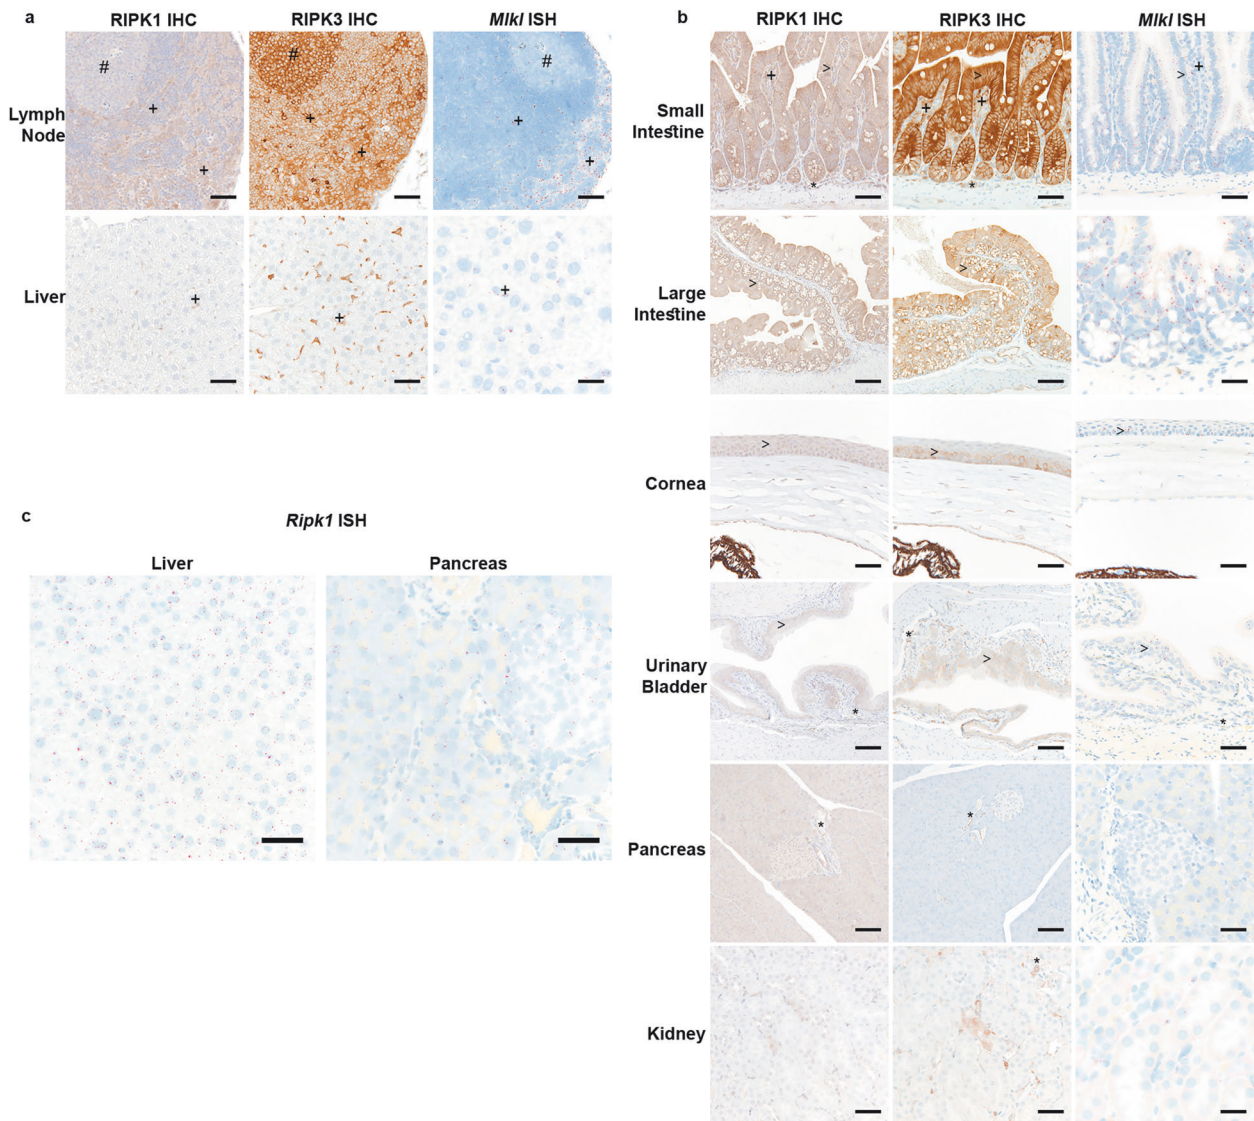 a
RIPK1 IHC RIPK3 IHC Mlkl ISH
Lymph
Node
# # #
+ + +
+ + +
Liver
+ + +
b
RIPK1 IHC RIPK3 IHC Mlkl ISH
Small
Intestine
+ > > > +
+ +
* *
Large
Intestine
> >
Cornea
> > >
Urinary
Bladder
> * > >
* *
Pancreas
* *
Kidney
*
c
Ripk1 ISH
Liver Pancreas